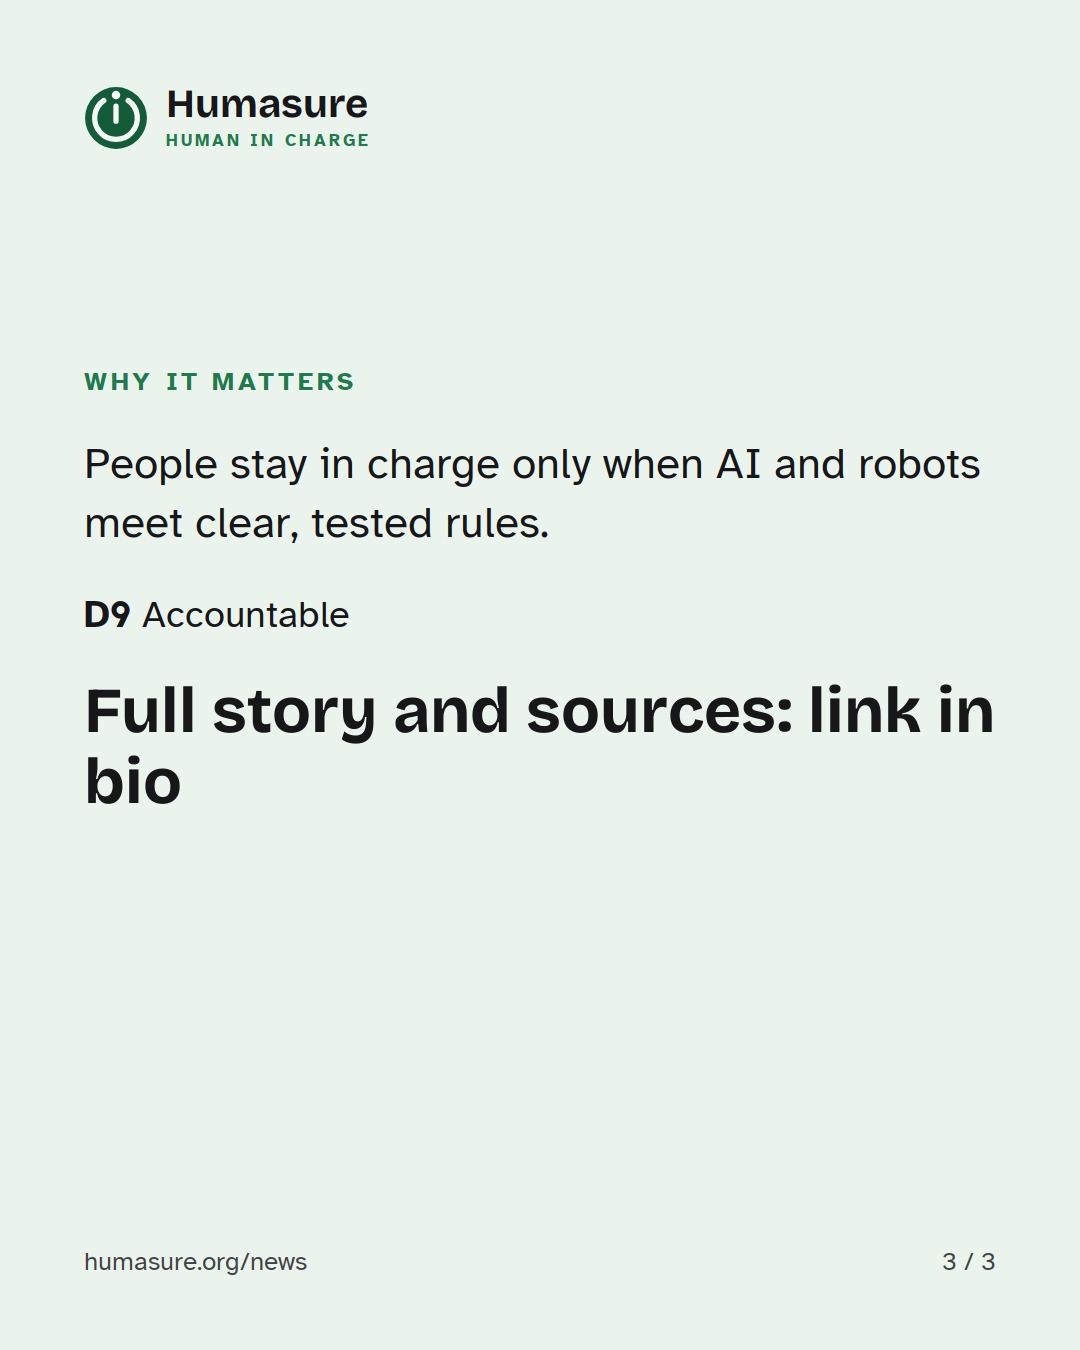 Humasure
HUMAN IN CHARGE
WHY IT MATTERS
People stay in charge only when AI and robots
meet clear, tested rules.
D9 Accountable
Full story and sources: link in
bio
humasure.org/news
3 / 3